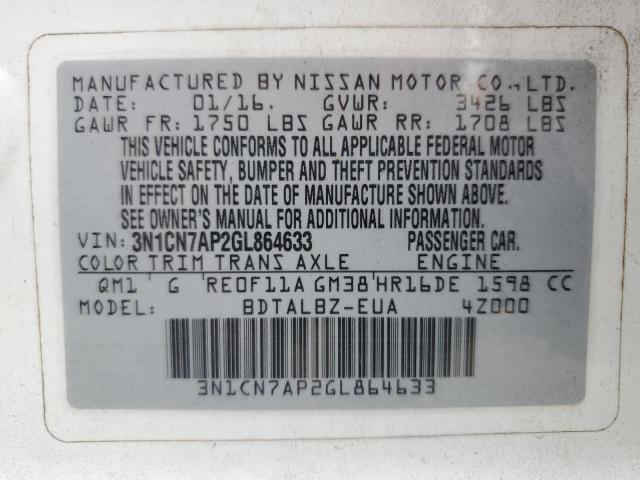 MANUFACTURED BY NISSAN MOTOR CO., LTD.
DATE: 01/16. GVWR: 3426 LBS
GAWR FR: 1750 LBS GAWR RR: 1708 LBS
THIS VEHICLE CONFORMS TO ALL APPLICABLE FEDERAL MOTOR
VEHICLE SAFETY, BUMPER AND THEFT PREVENTION STANDARDS
IN EFFECT ON THE DATE OF MANUFACTURE SHOWN ABOVE.
SEE OWNER'S MANUAL FOR ADDITIONAL INFORMATION.
VIN: 3N1CN7AP2GL864633 PASSENGER CAR.
COLOR TRIM TRANS AXLE ENGINE
QM1 G RE0F11A GM38 HR16DE 1598 CC
MODEL: BDTALBZ-EUA 4Z000
3N1CN7AP2GL864633